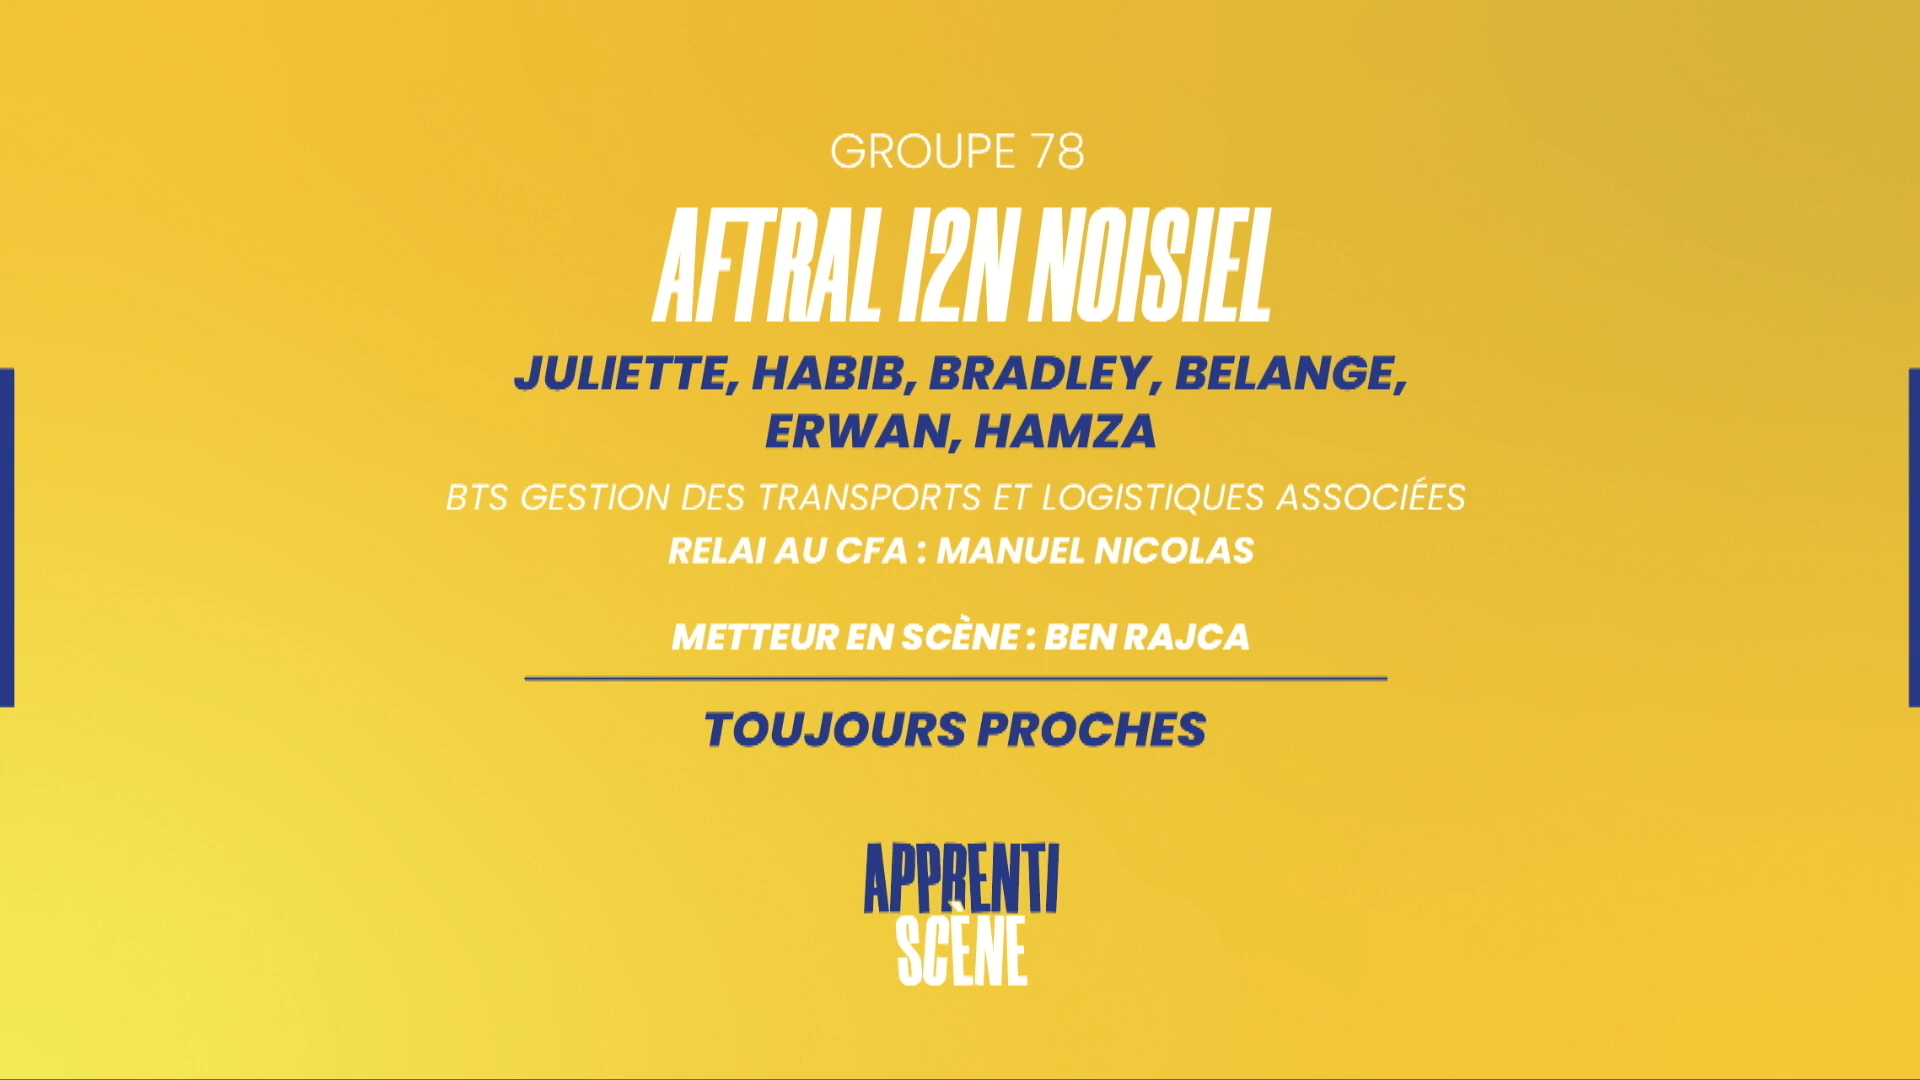 GROUPE 78
AFTRAL I2N NOISIEL
JULIETTE, HABIB, BRADLEY, BELANGE,
ERWAN, HAMZA
BTS GESTION DES TRANSPORTS ET LOGISTIQUES ASSOCIÉES
RELAI AU CFA : MANUEL NICOLAS
METTEUR EN SCÈNE : BEN RAJCA
TOUJOURS PROCHES
APPRENTI
SCÈNE